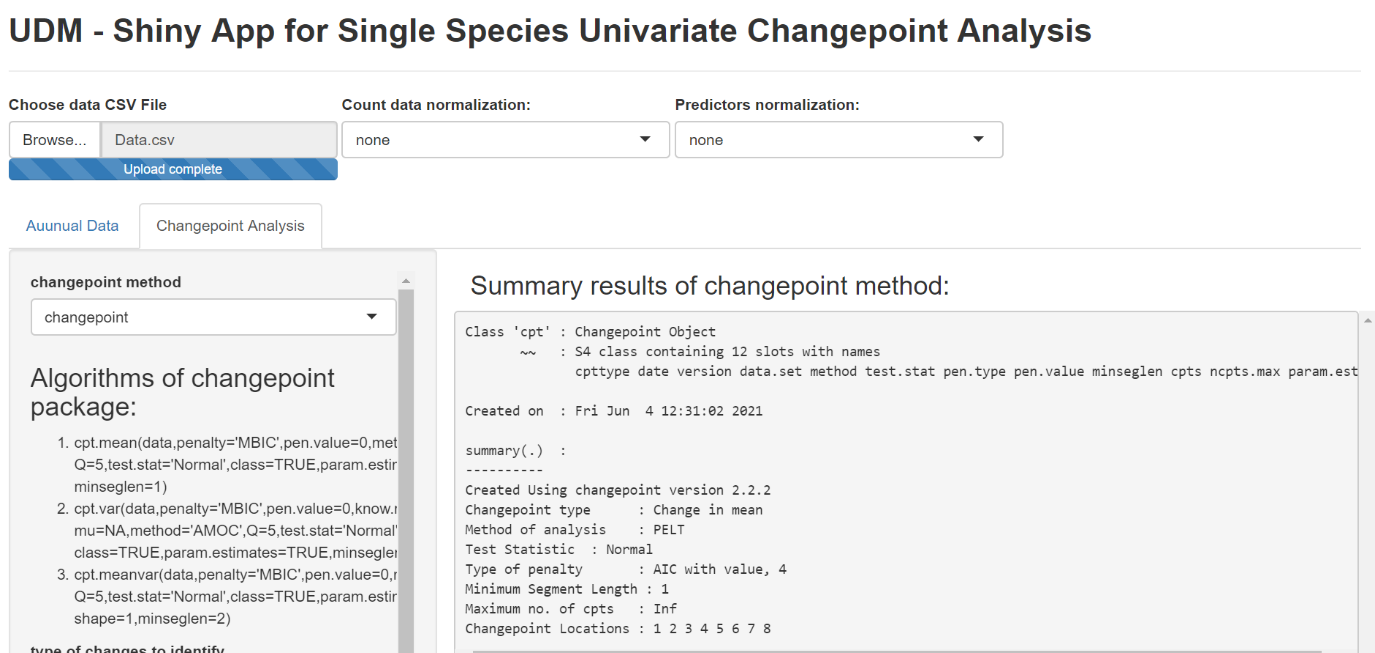 UDM - Shiny App for Single Species Univariate Changepoint Analysis
Choose data CSV File
Count data normalization:
Predictors normalization:
Browse...
Data.csv
none
none
Upload complete
Auunual Data
Changepoint Analysis
changepoint method
changepoint
Algorithms of changepoint
package:
1. cpt.mean(data,penalty='MBIC',pen.value=0,met
Q=5,test.stat='Normal',class=TRUE,param.estir
minseglen=1)
2. cpt.var(data,penalty='MBIC',pen.value=0,know.r
mu=NA,method='AMOC',Q=5,test.stat='Normal'
class=TRUE,param.estimates=TRUE,minseglen
3. cpt.meanvar(data,penalty='MBIC',pen.value=0,r
Q=5,test.stat='Normal',class=TRUE,param.estir
shape=1,minseglen=2)
type of changes to identify
Summary results of changepoint method:
Class 'cpt' : Changepoint Object
~~ : S4 class containing 12 slots with names
cpttype date version data.set method test.stat pen.type pen.value minseglen cpts ncpts.max param.est
Created on : Fri Jun 4 12:31:02 2021
summary(.) :
----------
Created Using changepoint version 2.2.2
Changepoint type : Change in mean
Method of analysis : PELT
Test Statistic : Normal
Type of penalty : AIC with value, 4
Minimum Segment Length : 1
Maximum no. of cpts : Inf
Changepoint Locations : 1 2 3 4 5 6 7 8